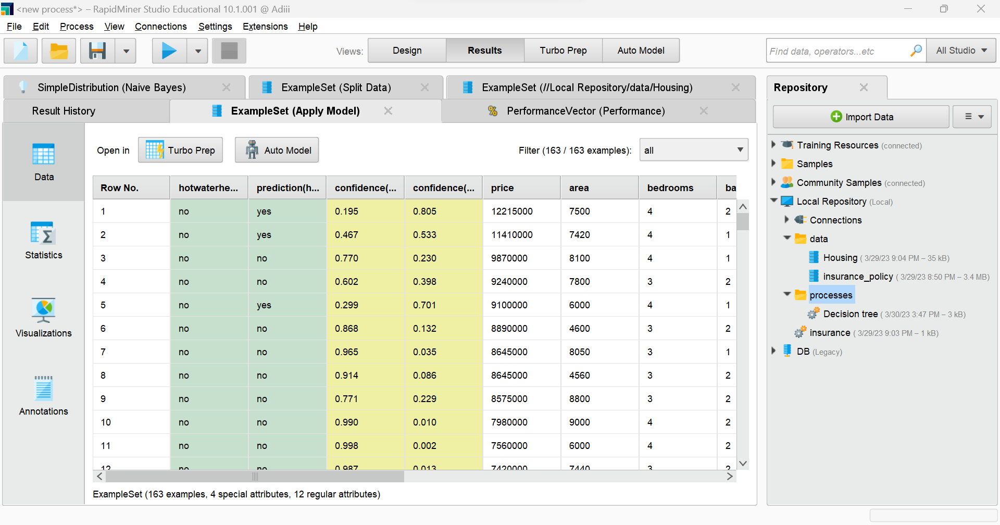 <new process*> – RapidMiner Studio Educational 10.1.001 @ Adiii
File Edit Process View Connections Settings Extensions Help
Views: Design Results Turbo Prep Auto Model Find data, operators...etc All Studio
SimpleDistribution (Naive Bayes) ExampleSet (Split Data) ExampleSet (//Local Repository/data/Housing)
Result History ExampleSet (Apply Model) PerformanceVector (Performance)
Data
Statistics
Visualizations
Annotations
Open in Turbo Prep Auto Model Filter (163 / 163 examples): all
Row No. hotwaterhe... prediction(h... confidence(... confidence(... price area bedrooms ba
1 no yes 0.195 0.805 12215000 7500 4 2
2 no yes 0.467 0.533 11410000 7420 4 1
3 no no 0.770 0.230 9870000 8100 4 1
4 no no 0.602 0.398 9240000 7800 3 2
5 no yes 0.299 0.701 9100000 6000 4 1
6 no no 0.868 0.132 8890000 4600 3 2
7 no no 0.965 0.035 8645000 8050 3 1
8 no no 0.914 0.086 8645000 4560 3 2
9 no no 0.771 0.229 8575000 8800 3 2
10 no no 0.990 0.010 7980000 9000 4 2
11 no no 0.998 0.002 7560000 6000 4 2
12 no no 0.987 0.013 7420000 7440 3 2
ExampleSet (163 examples, 4 special attributes, 12 regular attributes)
Repository
Import Data
Training Resources (connected)
Samples
Community Samples (connected)
Local Repository (Local)
Connections
data
Housing ( 3/29/23 9:04 PM – 35 kB)
insurance_policy ( 3/29/23 8:50 PM – 3.4 MB)
processes
Decision tree ( 3/30/23 3:47 PM – 3 kB)
insurance ( 3/29/23 9:03 PM – 1 kB)
DB (Legacy)